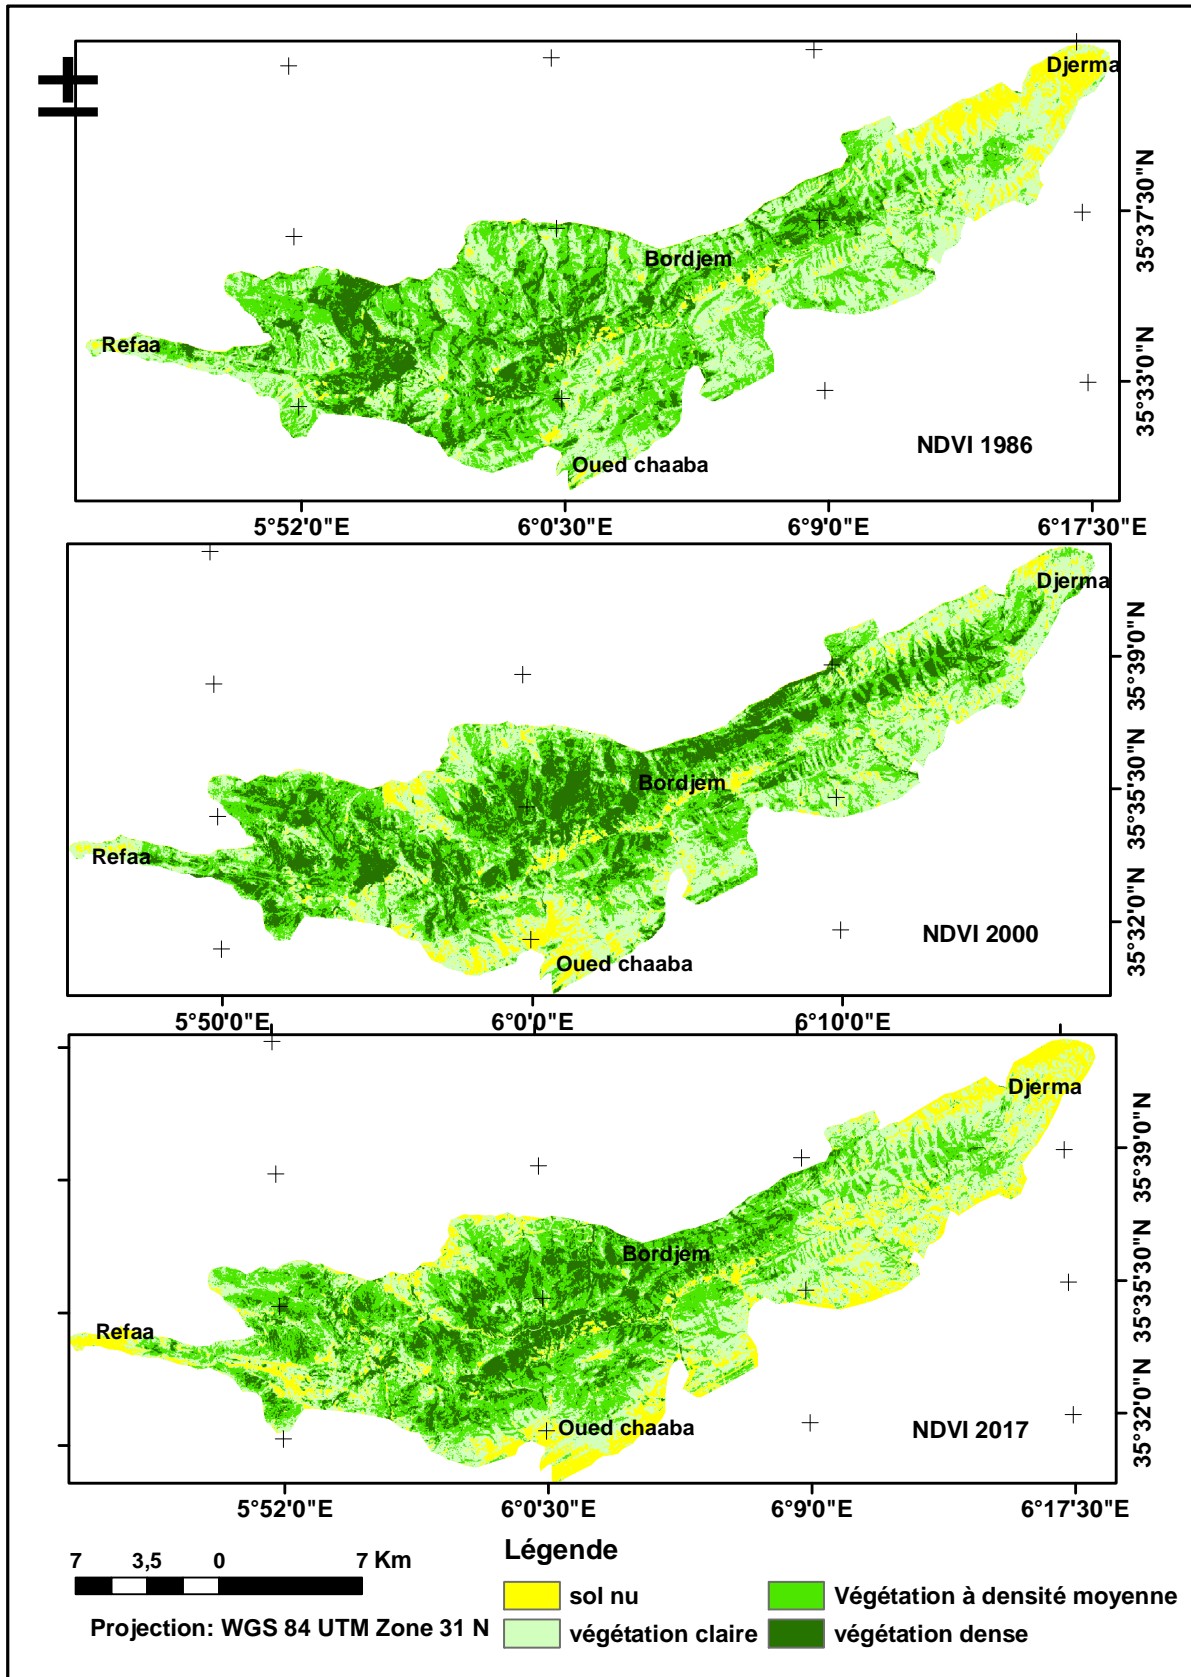 Djerma
Bordjem
Refaa
Oued chaaba
NDVI 1986
35°37'30"N
35°33'0"N
5°52'0"E 6°0'30"E 6°9'0"E 6°17'30"E
Djerma
Bordjem
Refaa
Oued chaaba
NDVI 2000
35°39'0"N
35°35'30"N
35°32'0"N
5°50'0"E 6°0'0"E 6°10'0"E
Djerma
Bordjem
Refaa
Oued chaaba
NDVI 2017
35°39'0"N
35°35'30"N
35°32'0"N
5°52'0"E 6°0'30"E 6°9'0"E 6°17'30"E
7 3,5 0 7 Km
Projection: WGS 84 UTM Zone 31 N
Légende
sol nu
végétation claire
Végétation à densité moyenne
végétation dense